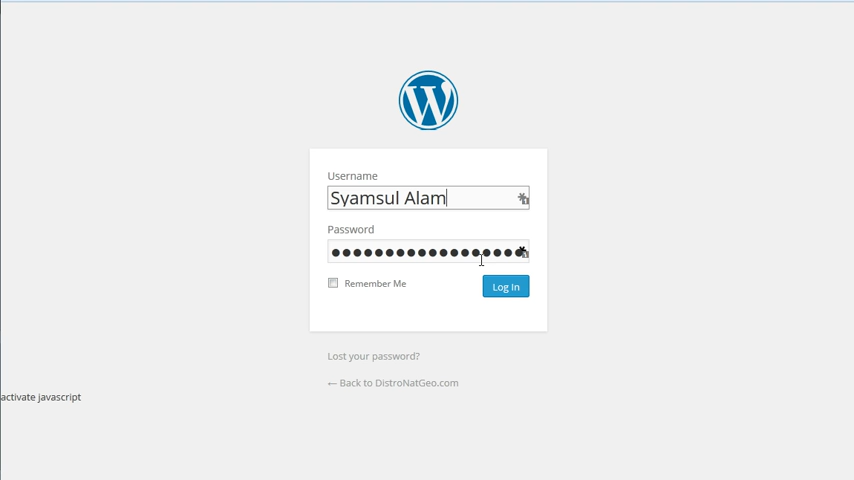 Username
Syamsul Alam
Password
Remember Me
Log In
Lost your password?
← Back to DistroNatGeo.com
activate javascript